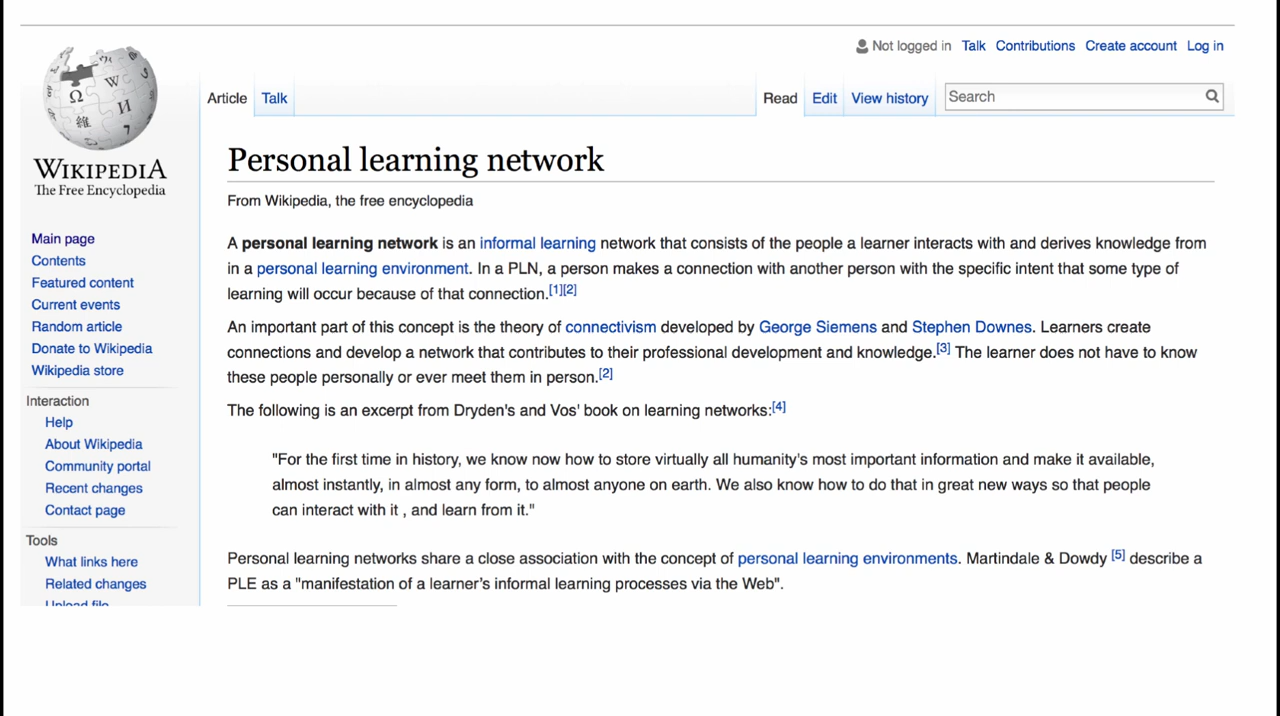 Not logged in Talk Contributions Create account Log in
Article Talk Read Edit View history Search
WIKIPEDIA
The Free Encyclopedia
Main page
Contents
Featured content
Current events
Random article
Donate to Wikipedia
Wikipedia store
Interaction
Help
About Wikipedia
Community portal
Recent changes
Contact page
Tools
What links here
Related changes
Upload file
Personal learning network
From Wikipedia, the free encyclopedia
A personal learning network is an informal learning network that consists of the people a learner interacts with and derives knowledge from
in a personal learning environment. In a PLN, a person makes a connection with another person with the specific intent that some type of
learning will occur because of that connection.[1][2]
An important part of this concept is the theory of connectivism developed by George Siemens and Stephen Downes. Learners create
connections and develop a network that contributes to their professional development and knowledge.[3] The learner does not have to know
these people personally or ever meet them in person.[2]
The following is an excerpt from Dryden's and Vos' book on learning networks:[4]
"For the first time in history, we know now how to store virtually all humanity's most important information and make it available,
almost instantly, in almost any form, to almost anyone on earth. We also know how to do that in great new ways so that people
can interact with it , and learn from it."
Personal learning networks share a close association with the concept of personal learning environments. Martindale & Dowdy [5] describe a
PLE as a "manifestation of a learner's informal learning processes via the Web".